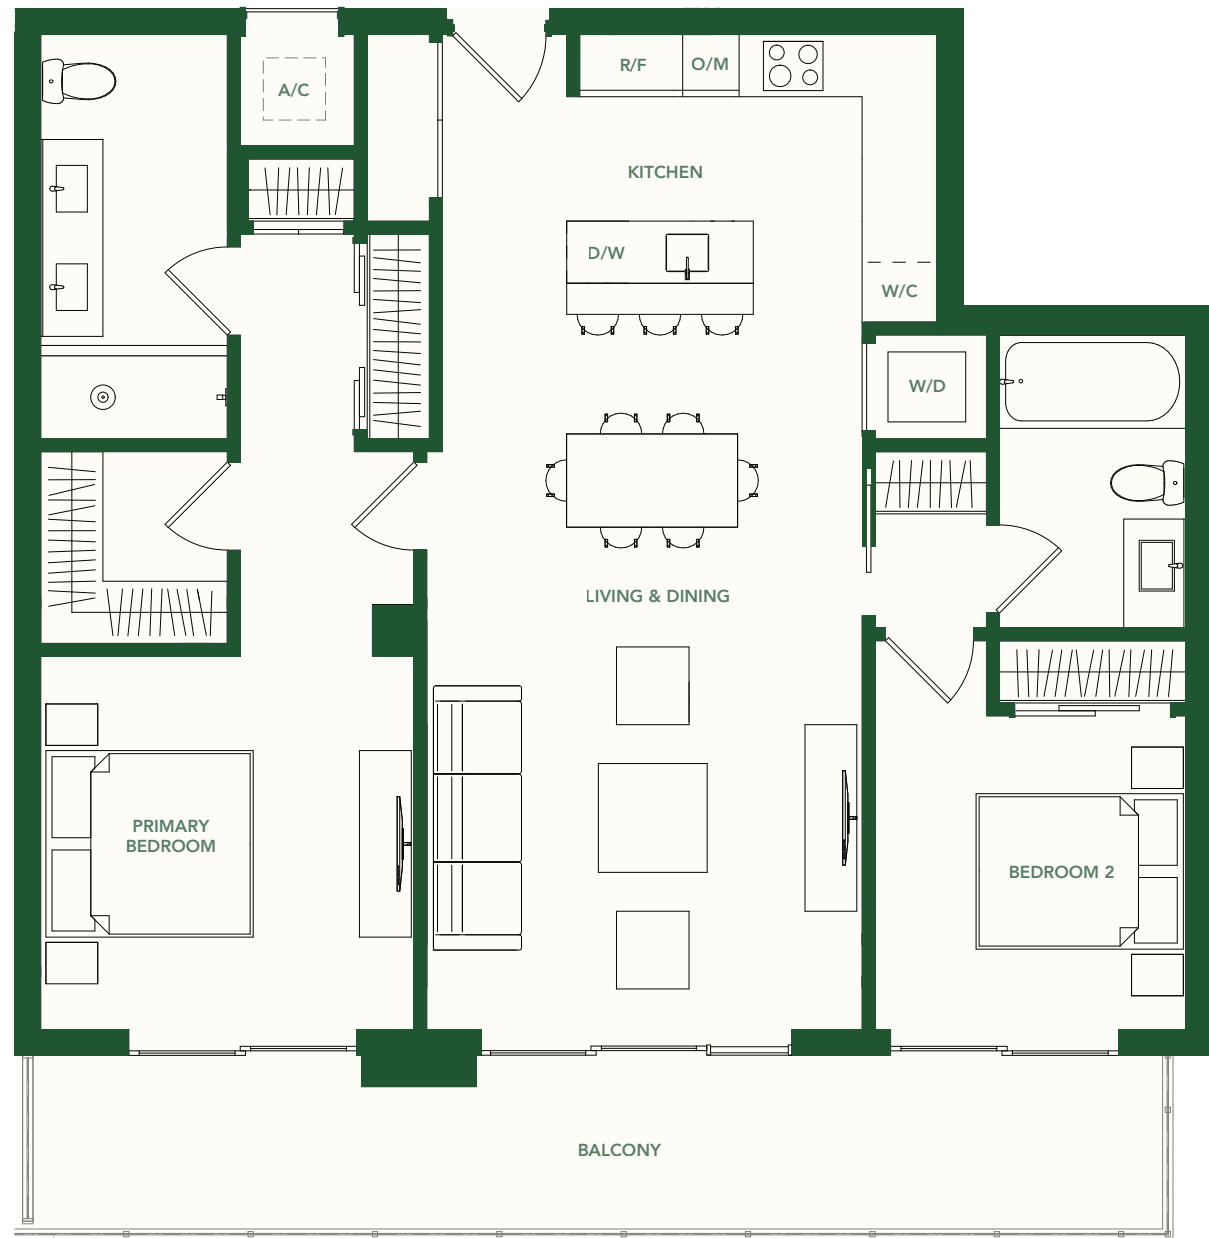 R/F
O/M
A/C
KITCHEN
D/W
W/C
W/D
LIVING & DINING
PRIMARY
BEDROOM
BEDROOM 2
BALCONY